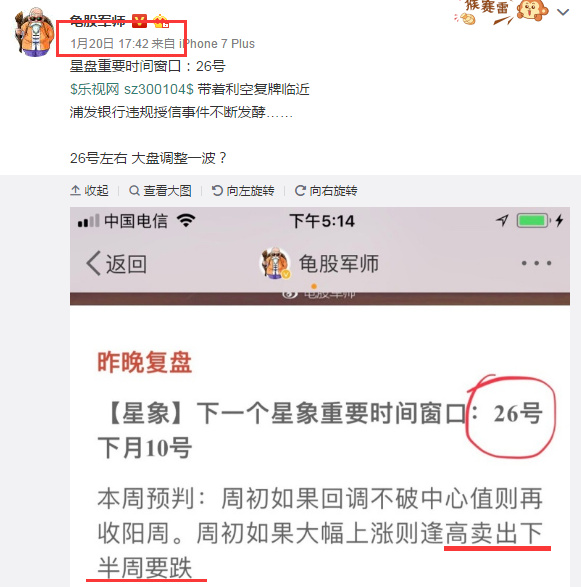 猴赛雷
龟股军师
1月20日 17:42 来自 iPhone 7 Plus
星盘重要时间窗口：26号
$乐视网 sz300104$ 带着利空复牌临近
浦发银行违规授信事件不断发酵……
26号左右 大盘调整一波？
收起 查看大图 向左旋转 向右旋转
中国电信 下午5:14
返回 龟股军师
龟股军师
昨晚复盘
【星象】下一个星象重要时间窗口：26号
下月10号
本周预判：周初如果回调不破中心值则再
收阳周。周初如果大幅上涨则逢高卖出下
半周要跌